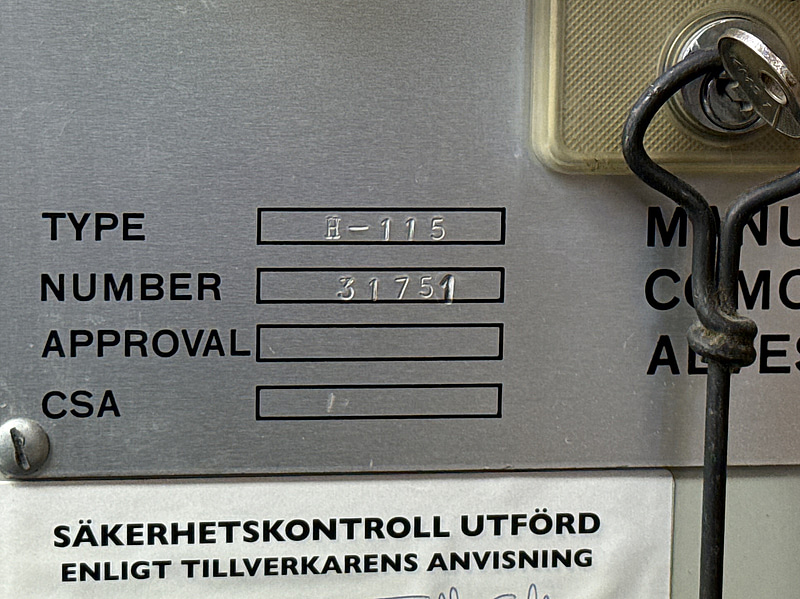 TYPE H-115
NUMBER 31751
APPROVAL
CSA
SÄKERHETSKONTROLL UTFÖRD
ENLIGT TILLVERKARENS ANVISNING